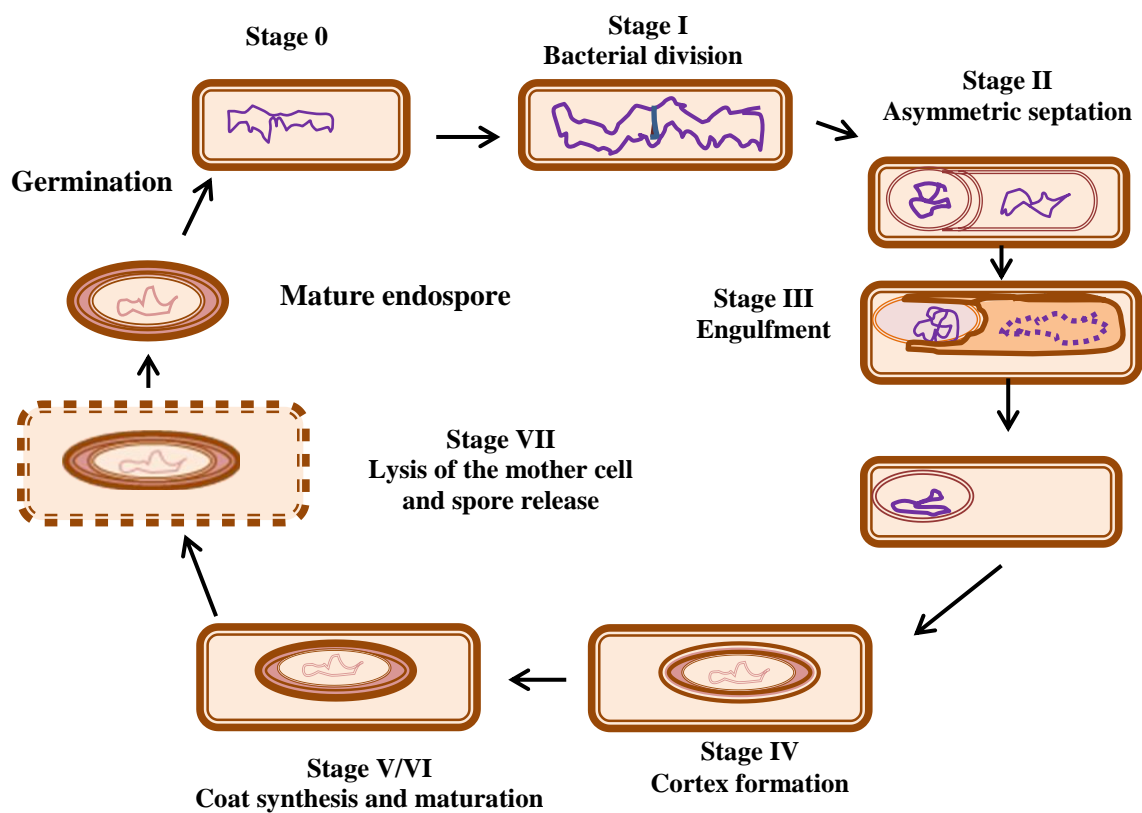 Stage 0
Stage I
Bacterial division
Stage II
Asymmetric septation
Germination
Mature endospore
Stage III
Engulfment
Stage VII
Lysis of the mother cell
and spore release
Stage IV
Cortex formation
Stage V/VI
Coat synthesis and maturation